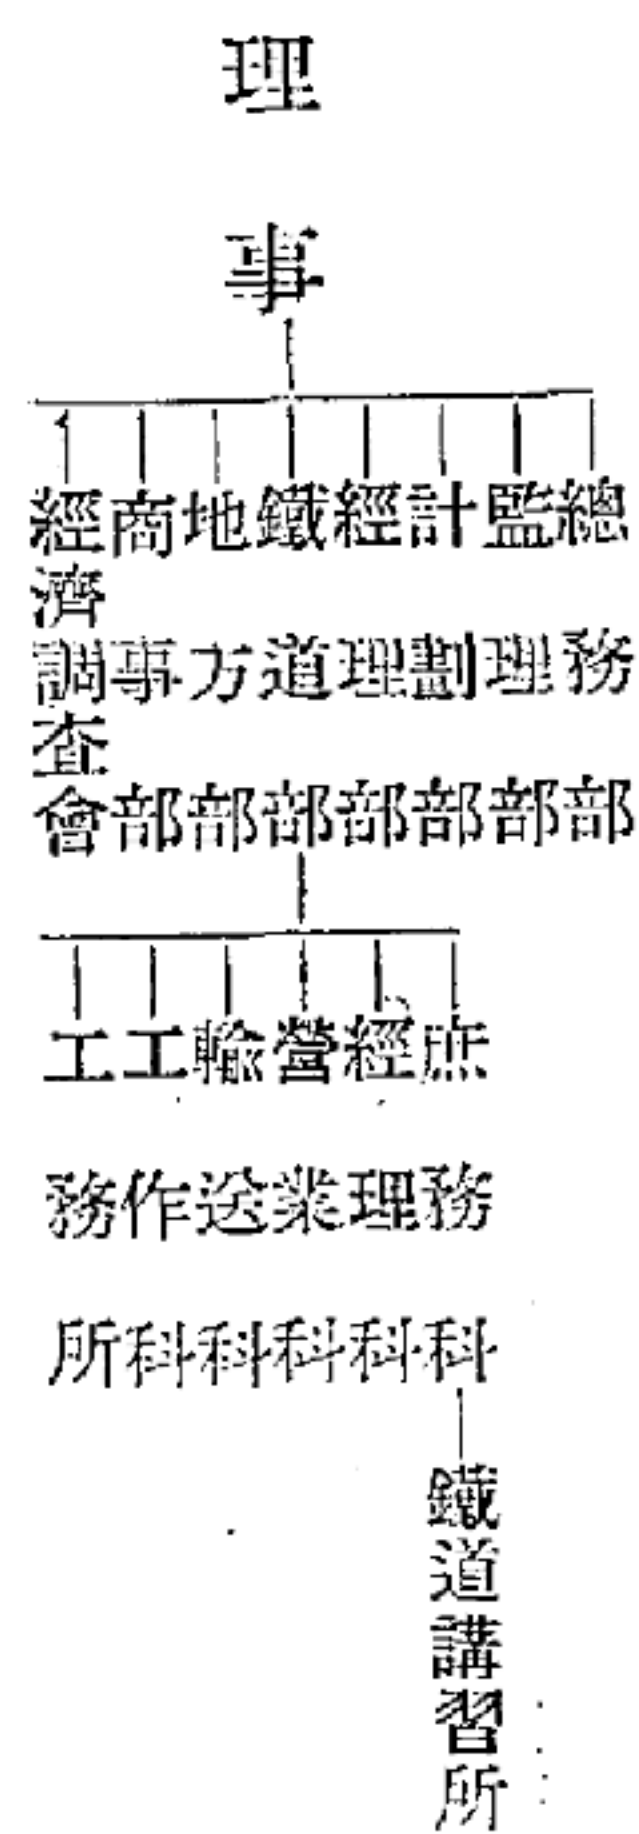 理事
總務部
監理部
計劃部
經理部
鐵道部
地方部
商事部
經濟調査會
庶務科
經理科
營業科
輸送科
工作科
工務所
鐵道講習所